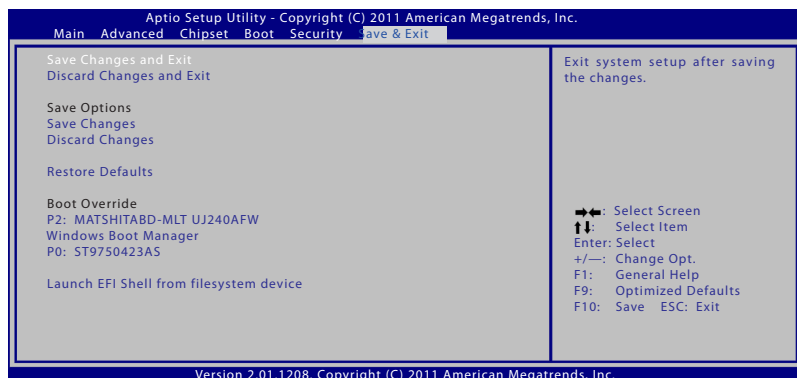 Aptio Setup Utility - Copyright (C) 2011 American Megatrends, Inc.
Main Advanced Chipset Boot Security Save & Exit
Save Changes and Exit
Discard Changes and Exit
Save Options
Save Changes
Discard Changes
Restore Defaults
Boot Override
P2: MATSHITABD-MLT UJ240AFW
Windows Boot Manager
P0: ST9750423AS
Launch EFI Shell from filesystem device
Exit system setup after saving
the changes.
→←: Select Screen
↑↓: Select Item
Enter: Select
+/—: Change Opt.
F1: General Help
F9: Optimized Defaults
F10: Save ESC: Exit
Version 2.01.1208. Copyright (C) 2011 American Megatrends, Inc.